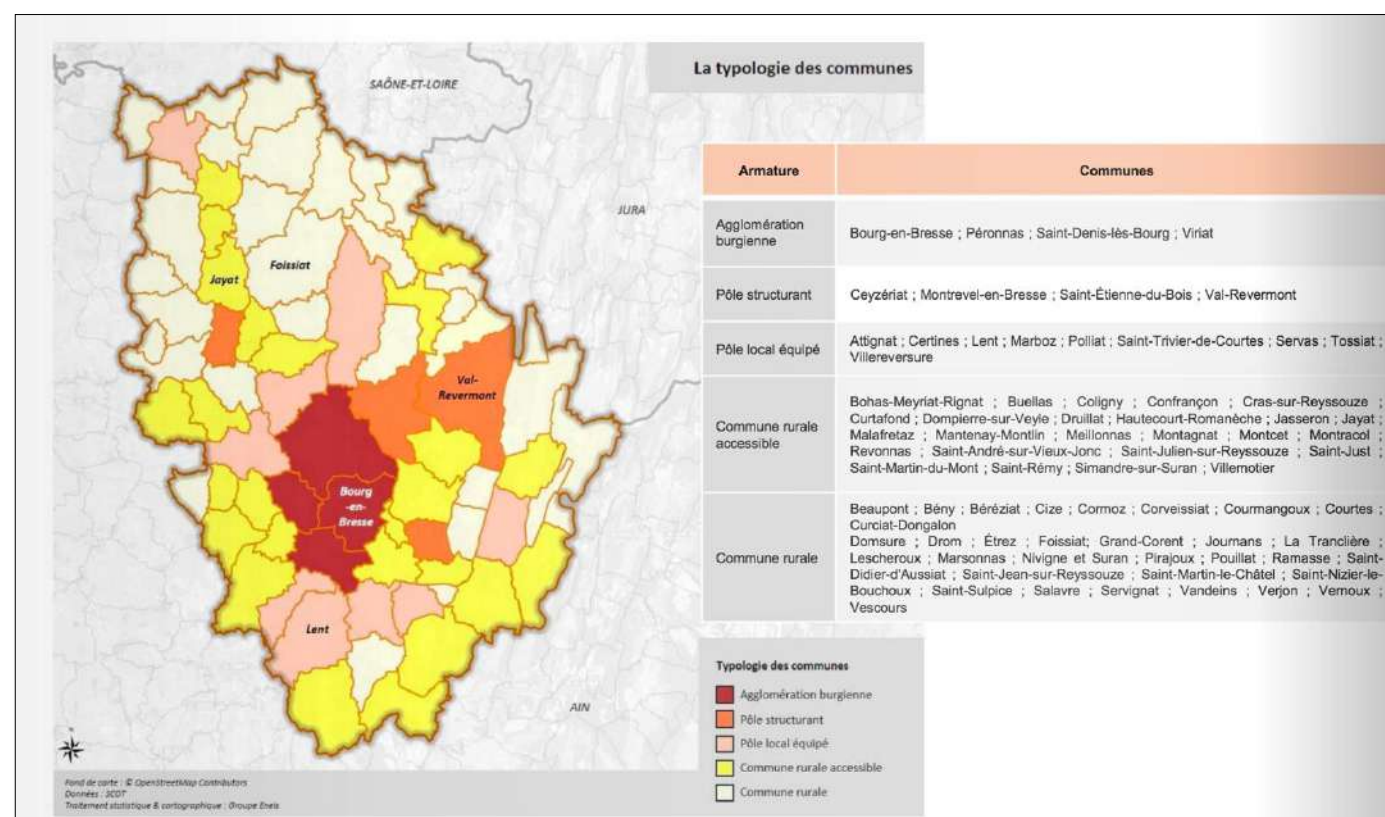 La typologie des communes
SAÔNE-ET-LOIRE
JURA
Foissiat
Jayat
Val-
Revermont
Bourg
-en-
Bresse
Lent
AIN
Fond de carte : © OpenStreetMap Contributors
Données : SCOT
Traitement statistique & cartographique : Groupe Eneis
Armature
Communes
Agglomération
burgienne
Bourg-en-Bresse ; Péronnas ; Saint-Denis-lès-Bourg ; Viriat
Pôle structurant
Ceyzériat ; Montrevel-en-Bresse ; Saint-Étienne-du-Bois ; Val-Revermont
Pôle local équipé
Attignat ; Certines ; Lent ; Marboz ; Polliat ; Saint-Trivier-de-Courtes ; Servas ; Tossiat ;
Villereversure
Commune rurale
accessible
Bohas-Meyriat-Rignat ; Buellas ; Coligny ; Confrançon ; Cras-sur-Reyssouze ;
Curtafond ; Dompierre-sur-Veyle ; Druillat ; Hautecourt-Romanèche ; Jasseron ; Jayat ;
Malafretaz ; Mantenay-Montlin ; Meillonnas ; Montagnat ; Montcet ; Montracol ;
Revonnas ; Saint-André-sur-Vieux-Jonc ; Saint-Julien-sur-Reyssouze ; Saint-Just ;
Saint-Martin-du-Mont ; Saint-Rémy ; Simandre-sur-Suran ; Villemotier
Commune rurale
Beaupont ; Bény ; Béréziat ; Cize ; Cormoz ; Corveissiat ; Courmangoux ; Courtes ;
Curciat-Dongalon
Domsure ; Drom ; Étrez ; Foissiat; Grand-Corent ; Journans ; La Tranclière ;
Lescheroux ; Marsonnas ; Nivigne et Suran ; Pirajoux ; Pouillat ; Ramasse ; Saint-
Didier-d'Aussiat ; Saint-Jean-sur-Reyssouze ; Saint-Martin-le-Châtel ; Saint-Nizier-le-
Bouchoux ; Saint-Sulpice ; Salavre ; Servignat ; Vandeins ; Verjon ; Vernoux ;
Vescours
Typologie des communes
Agglomération burgienne
Pôle structurant
Pôle local équipé
Commune rurale accessible
Commune rurale